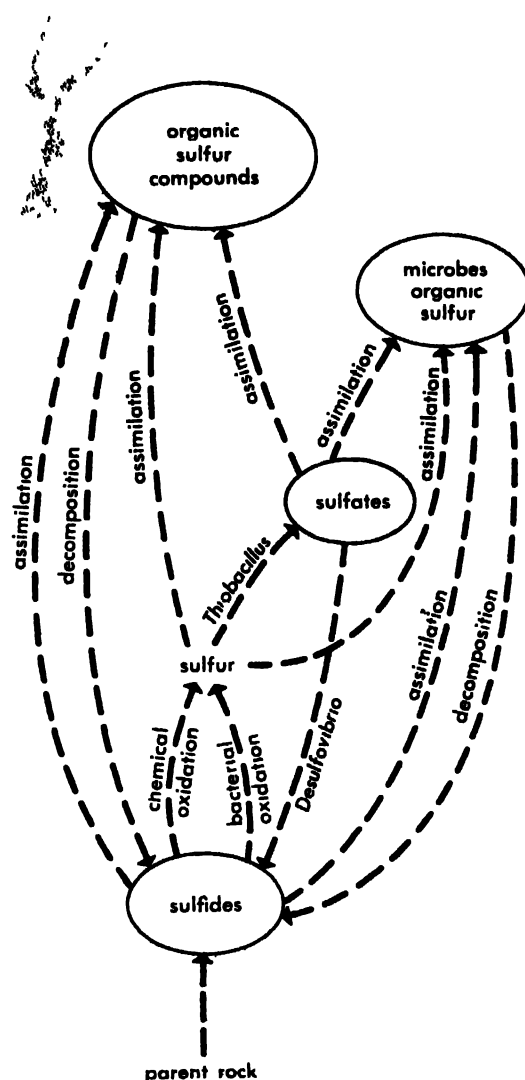 organic
sulfur
compounds
microbes
organic
sulfur
assimilation
assimilation
assimilation
assimilation
decomposition
assimilation
sulfates
Thiobacillus
assimilation
decomposition
sulfur
chemical
oxidation
bacterial
oxidation
Desulfovibrio
sulfides
parent rock